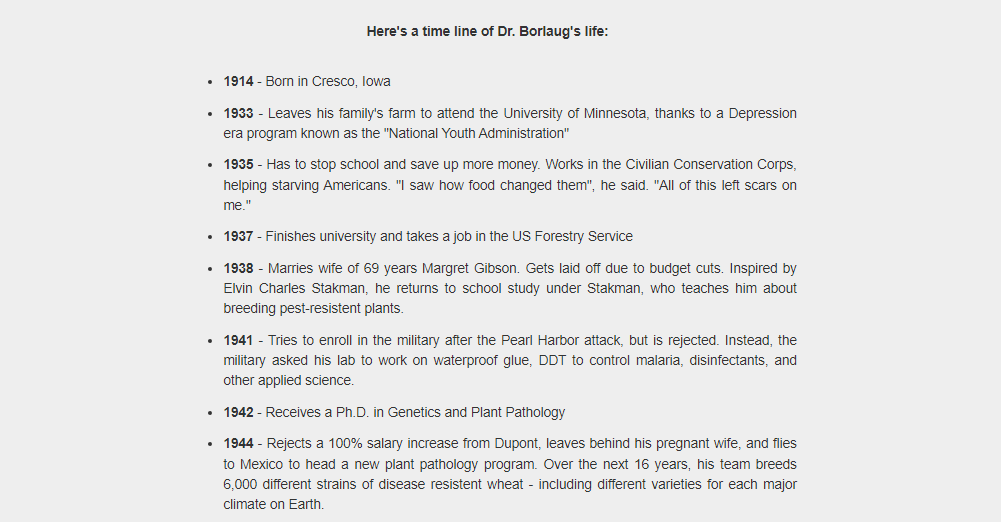 Here's a time line of Dr. Borlaug's life:
• 1914 - Born in Cresco, Iowa
• 1933 - Leaves his family's farm to attend the University of Minnesota, thanks to a Depression
era program known as the "National Youth Administration"
• 1935 - Has to stop school and save up more money. Works in the Civilian Conservation Corps,
helping starving Americans. "I saw how food changed them", he said. "All of this left scars on
me."
• 1937 - Finishes university and takes a job in the US Forestry Service
• 1938 - Marries wife of 69 years Margret Gibson. Gets laid off due to budget cuts. Inspired by
Elvin Charles Stakman, he returns to school study under Stakman, who teaches him about
breeding pest-resistent plants.
• 1941 - Tries to enroll in the military after the Pearl Harbor attack, but is rejected. Instead, the
military asked his lab to work on waterproof glue, DDT to control malaria, disinfectants, and
other applied science.
• 1942 - Receives a Ph.D. in Genetics and Plant Pathology
• 1944 - Rejects a 100% salary increase from Dupont, leaves behind his pregnant wife, and flies
to Mexico to head a new plant pathology program. Over the next 16 years, his team breeds
6,000 different strains of disease resistent wheat - including different varieties for each major
climate on Earth.